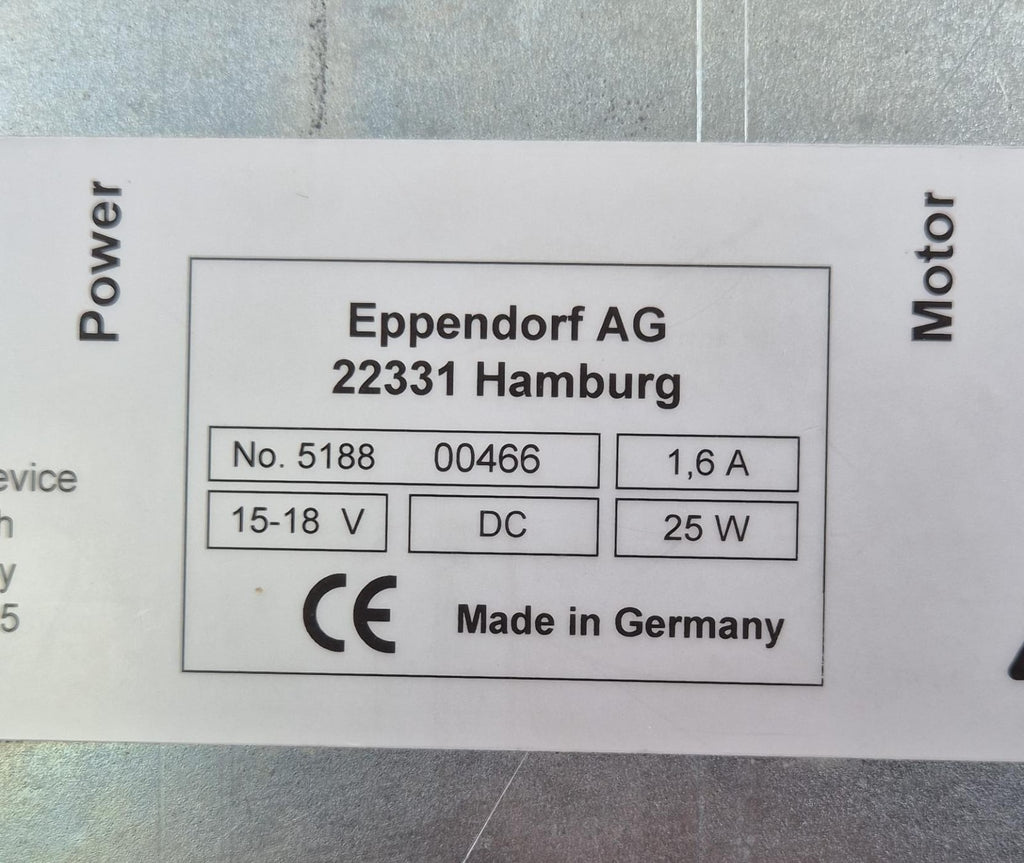 Power
Motor
Eppendorf AG
22331 Hamburg
No. 5188 00466 1,6 A
15-18 V DC 25 W
CE Made in Germany
y
5